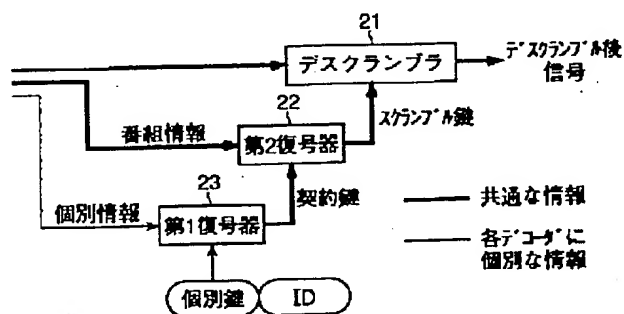 21
デスクランブラ
デスクランブル後
信号
22
スクランブル鍵
番組情報
第2復号器
23
契約鍵
共通な情報
個別情報
第1復号器
各デコーダに
個別な情報
個別鍵
ID